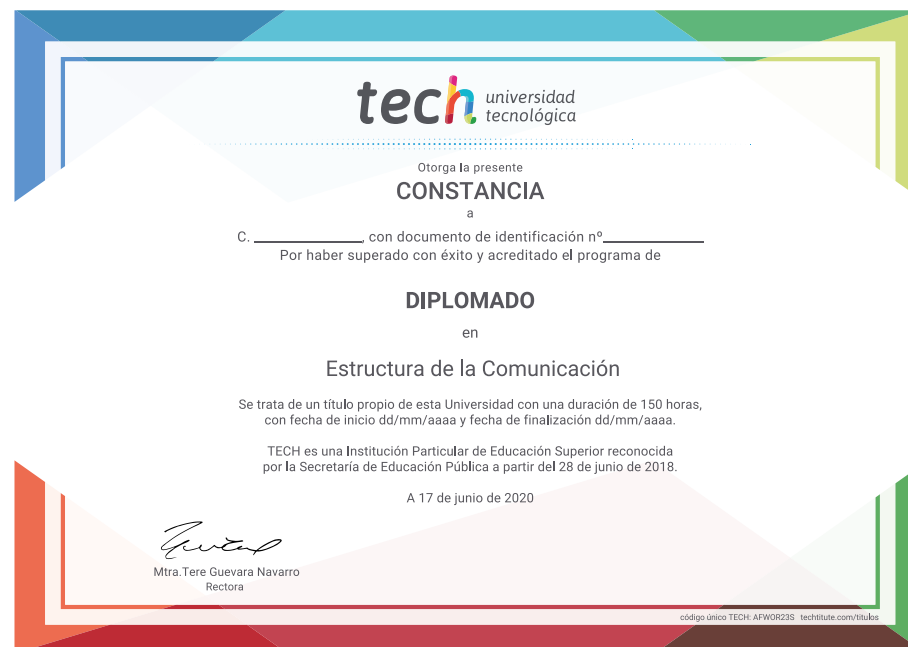 tech universidad
tecnológica
Otorga la presente
CONSTANCIA
a
C. ____________, con documento de identificación nº____________
Por haber superado con éxito y acreditado el programa de
DIPLOMADO
en
Estructura de la Comunicación
Se trata de un título propio de esta Universidad con una duración de 150 horas,
con fecha de inicio dd/mm/aaaa y fecha de finalización dd/mm/aaaa.
TECH es una Institución Particular de Educación Superior reconocida
por la Secretaría de Educación Pública a partir del 28 de junio de 2018.
A 17 de junio de 2020
Mtra.Tere Guevara Navarro
Rectora
código único TECH: AFWOR23S techtitute.com/titulos